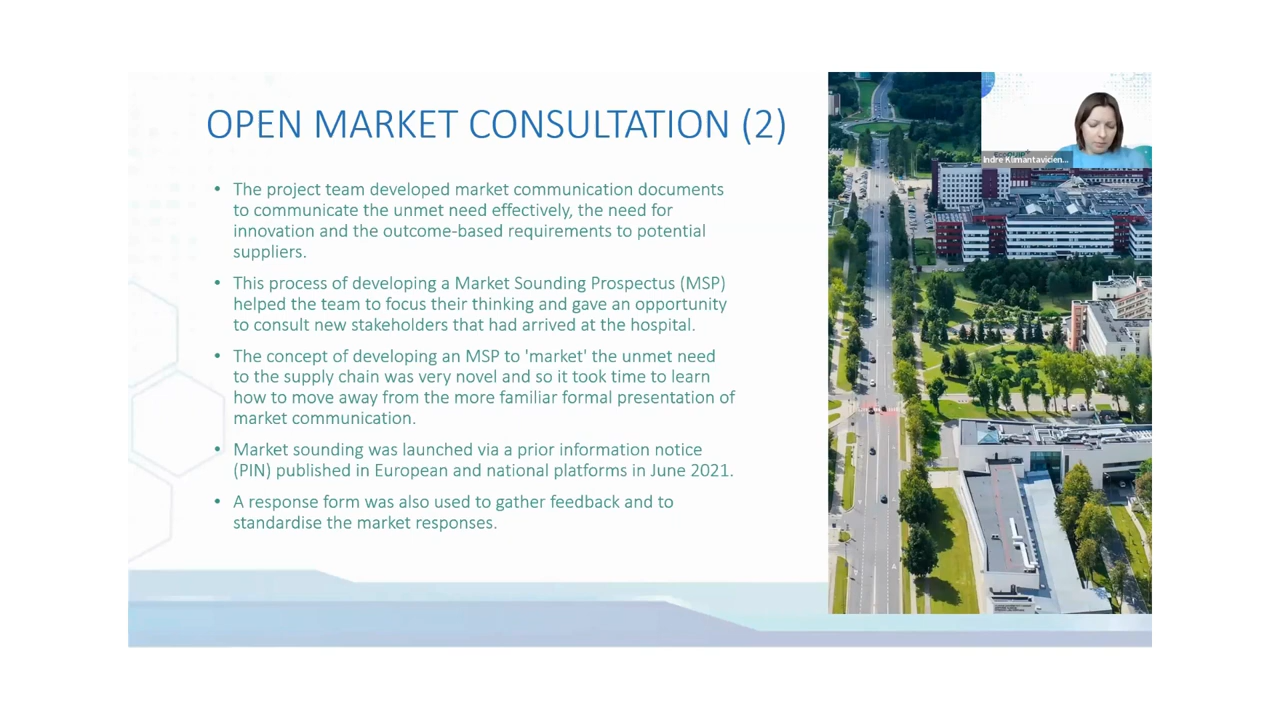 OPEN MARKET CONSULTATION (2)
• The project team developed market communication documents
to communicate the unmet need effectively, the need for
innovation and the outcome-based requirements to potential
suppliers.
• This process of developing a Market Sounding Prospectus (MSP)
helped the team to focus their thinking and gave an opportunity
to consult new stakeholders that had arrived at the hospital.
• The concept of developing an MSP to 'market' the unmet need
to the supply chain was very novel and so it took time to learn
how to move away from the more familiar formal presentation of
market communication.
• Market sounding was launched via a prior information notice
(PIN) published in European and national platforms in June 2021.
• A response form was also used to gather feedback and to
standardise the market responses.
Indre Klimantavicien...